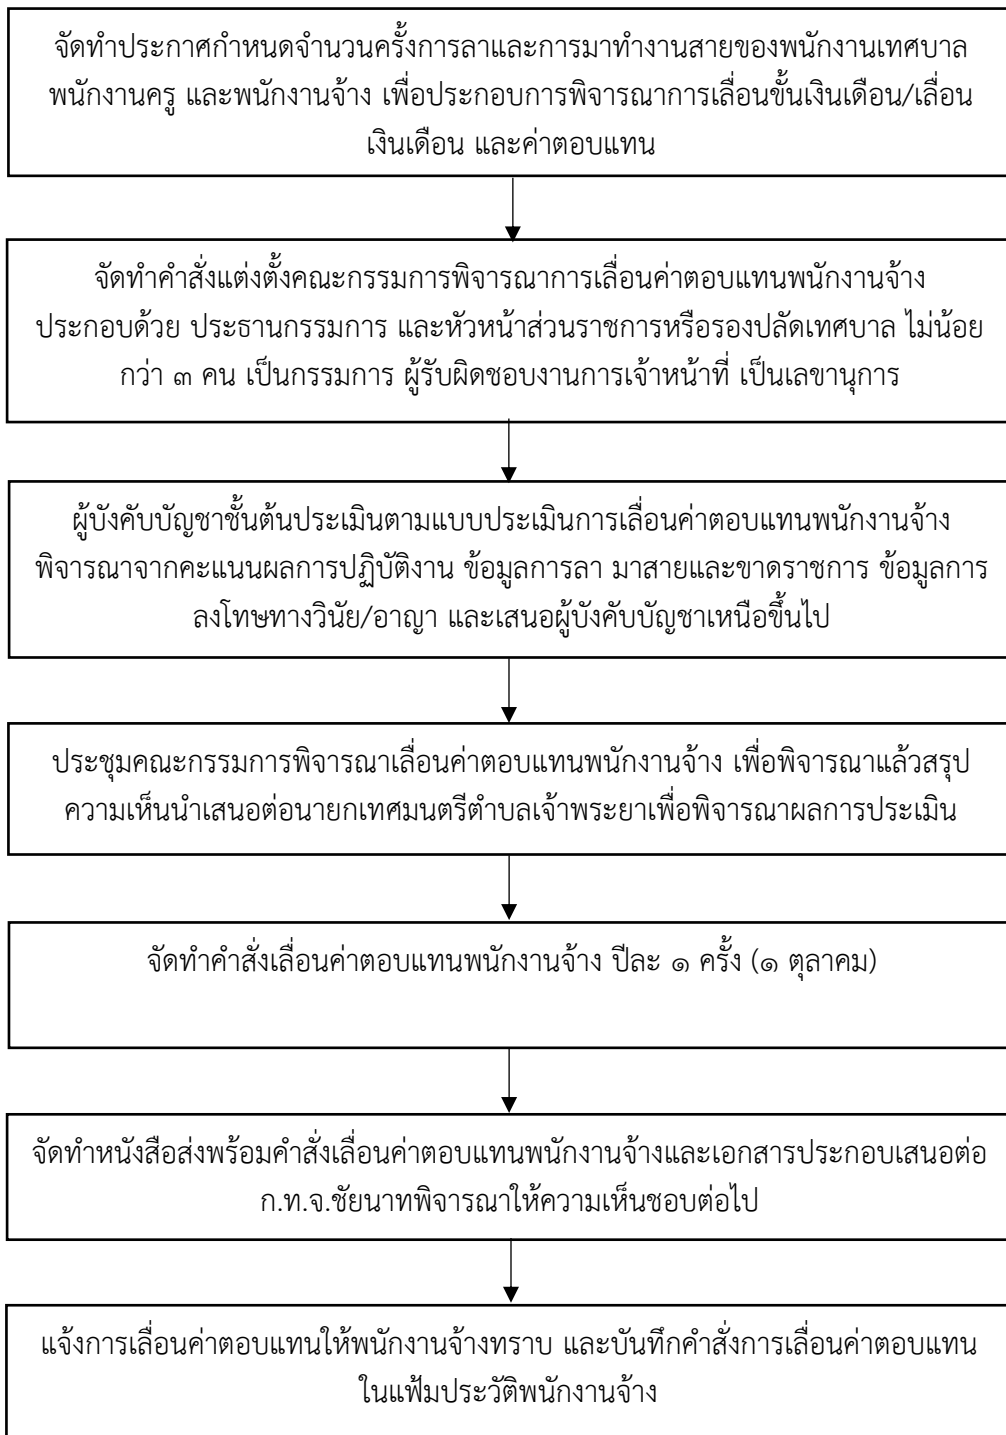 จัดทำประกาศกำหนดจำนวนครั้งการลาและการมาทำงานสายของพนักงานเทศบาล
พนักงานครู และพนักงานจ้าง เพื่อประกอบการพิจารณาการเลื่อนขั้นเงินเดือน/เลื่อน
เงินเดือน และค่าตอบแทน
จัดทำคำสั่งแต่งตั้งคณะกรรมการพิจารณาการเลื่อนค่าตอบแทนพนักงานจ้าง
ประกอบด้วย ประธานกรรมการ และหัวหน้าส่วนราชการหรือรองปลัดเทศบาล ไม่น้อย
กว่า ๓ คน เป็นกรรมการ ผู้รับผิดชอบงานการเจ้าหน้าที่ เป็นเลขานุการ
ผู้บังคับบัญชาชั้นต้นประเมินตามแบบประเมินการเลื่อนค่าตอบแทนพนักงานจ้าง
พิจารณาจากคะแนนผลการปฏิบัติงาน ข้อมูลการลา มาสายและขาดราชการ ข้อมูลการ
ลงโทษทางวินัย/อาญา และเสนอผู้บังคับบัญชาเหนือขึ้นไป
ประชุมคณะกรรมการพิจารณาเลื่อนค่าตอบแทนพนักงานจ้าง เพื่อพิจารณาแล้วสรุป
ความเห็นนำเสนอต่อนายกเทศมนตรีตำบลเจ้าพระยาเพื่อพิจารณาผลการประเมิน
จัดทำคำสั่งเลื่อนค่าตอบแทนพนักงานจ้าง ปีละ ๑ ครั้ง (๑ ตุลาคม)
จัดทำหนังสือส่งพร้อมคำสั่งเลื่อนค่าตอบแทนพนักงานจ้างและเอกสารประกอบเสนอต่อ
ก.ท.จ.ชัยนาทพิจารณาให้ความเห็นชอบต่อไป
แจ้งการเลื่อนค่าตอบแทนให้พนักงานจ้างทราบ และบันทึกคำสั่งการเลื่อนค่าตอบแทน
ในแฟ้มประวัติพนักงานจ้าง